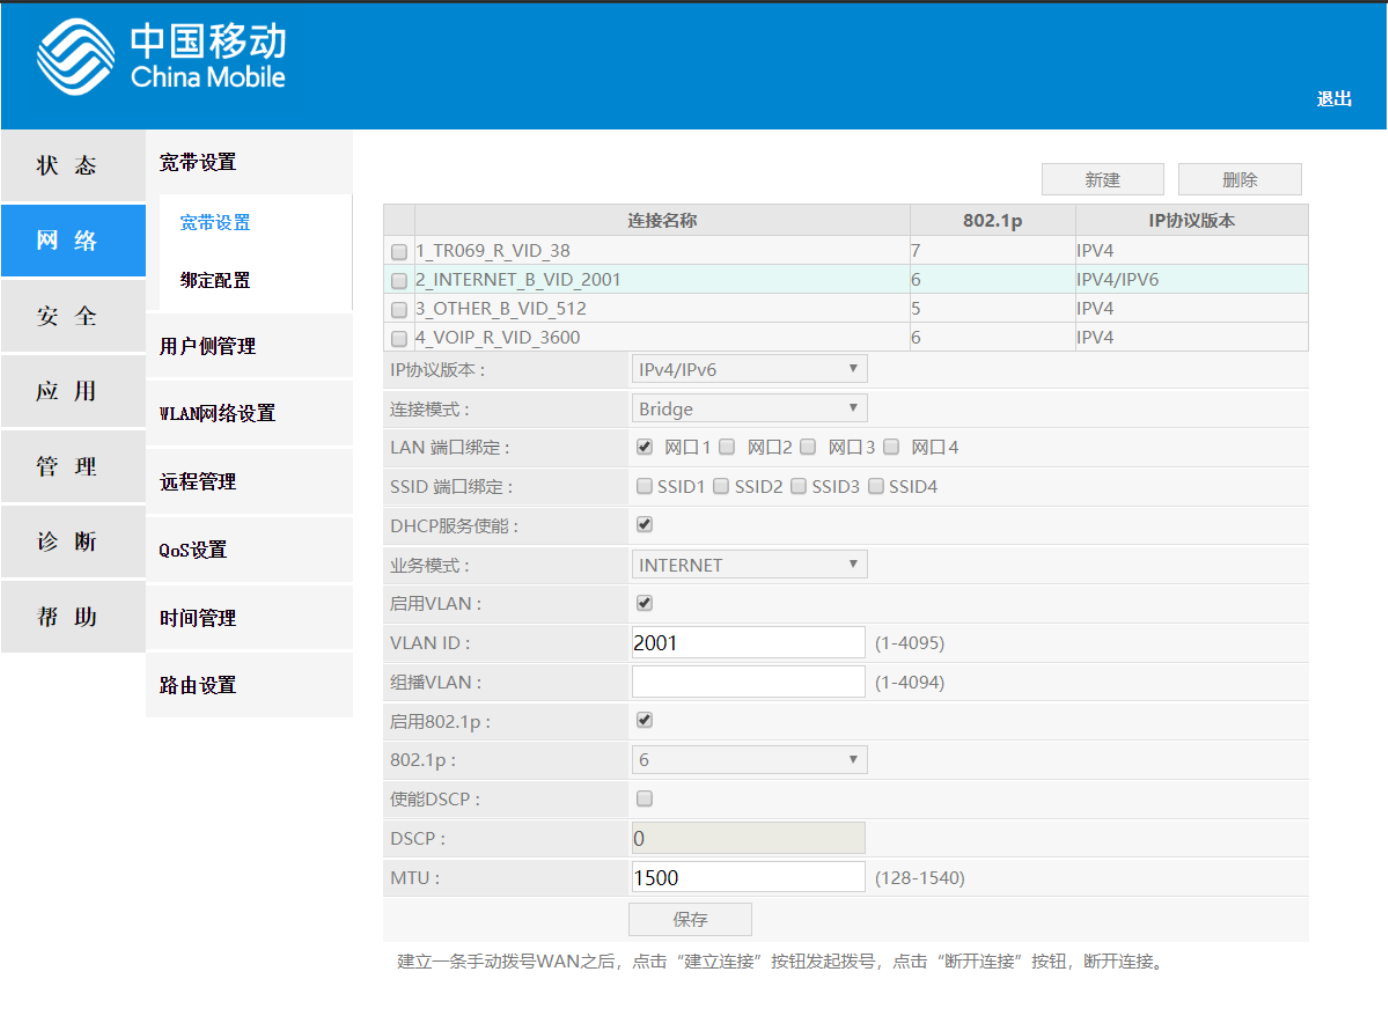 中国移动
China Mobile
退出
状 态
网 络
安 全
应 用
管 理
诊 断
帮 助
宽带设置
宽带设置
绑定配置
用户侧管理
WLAN网络设置
远程管理
QoS设置
时间管理
路由设置
新建 删除
连接名称 802.1p IP协议版本
1_TR069_R_VID_38 7 IPV4
2_INTERNET_B_VID_2001 6 IPV4/IPV6
3_OTHER_B_VID_512 5 IPV4
4_VOIP_R_VID_3600 6 IPV4
IP协议版本 : IPv4/IPv6
连接模式 : Bridge
LAN 端口绑定 : 网口1 网口2 网口3 网口4
SSID 端口绑定 : SSID1 SSID2 SSID3 SSID4
DHCP服务使能 :
业务模式 : INTERNET
启用VLAN :
VLAN ID : 2001 (1-4095)
组播VLAN : (1-4094)
启用802.1p :
802.1p : 6
使能DSCP :
DSCP : 0
MTU : 1500 (128-1540)
保存
建立一条手动拨号WAN之后，点击“建立连接”按钮发起拨号，点击“断开连接”按钮，断开连接。